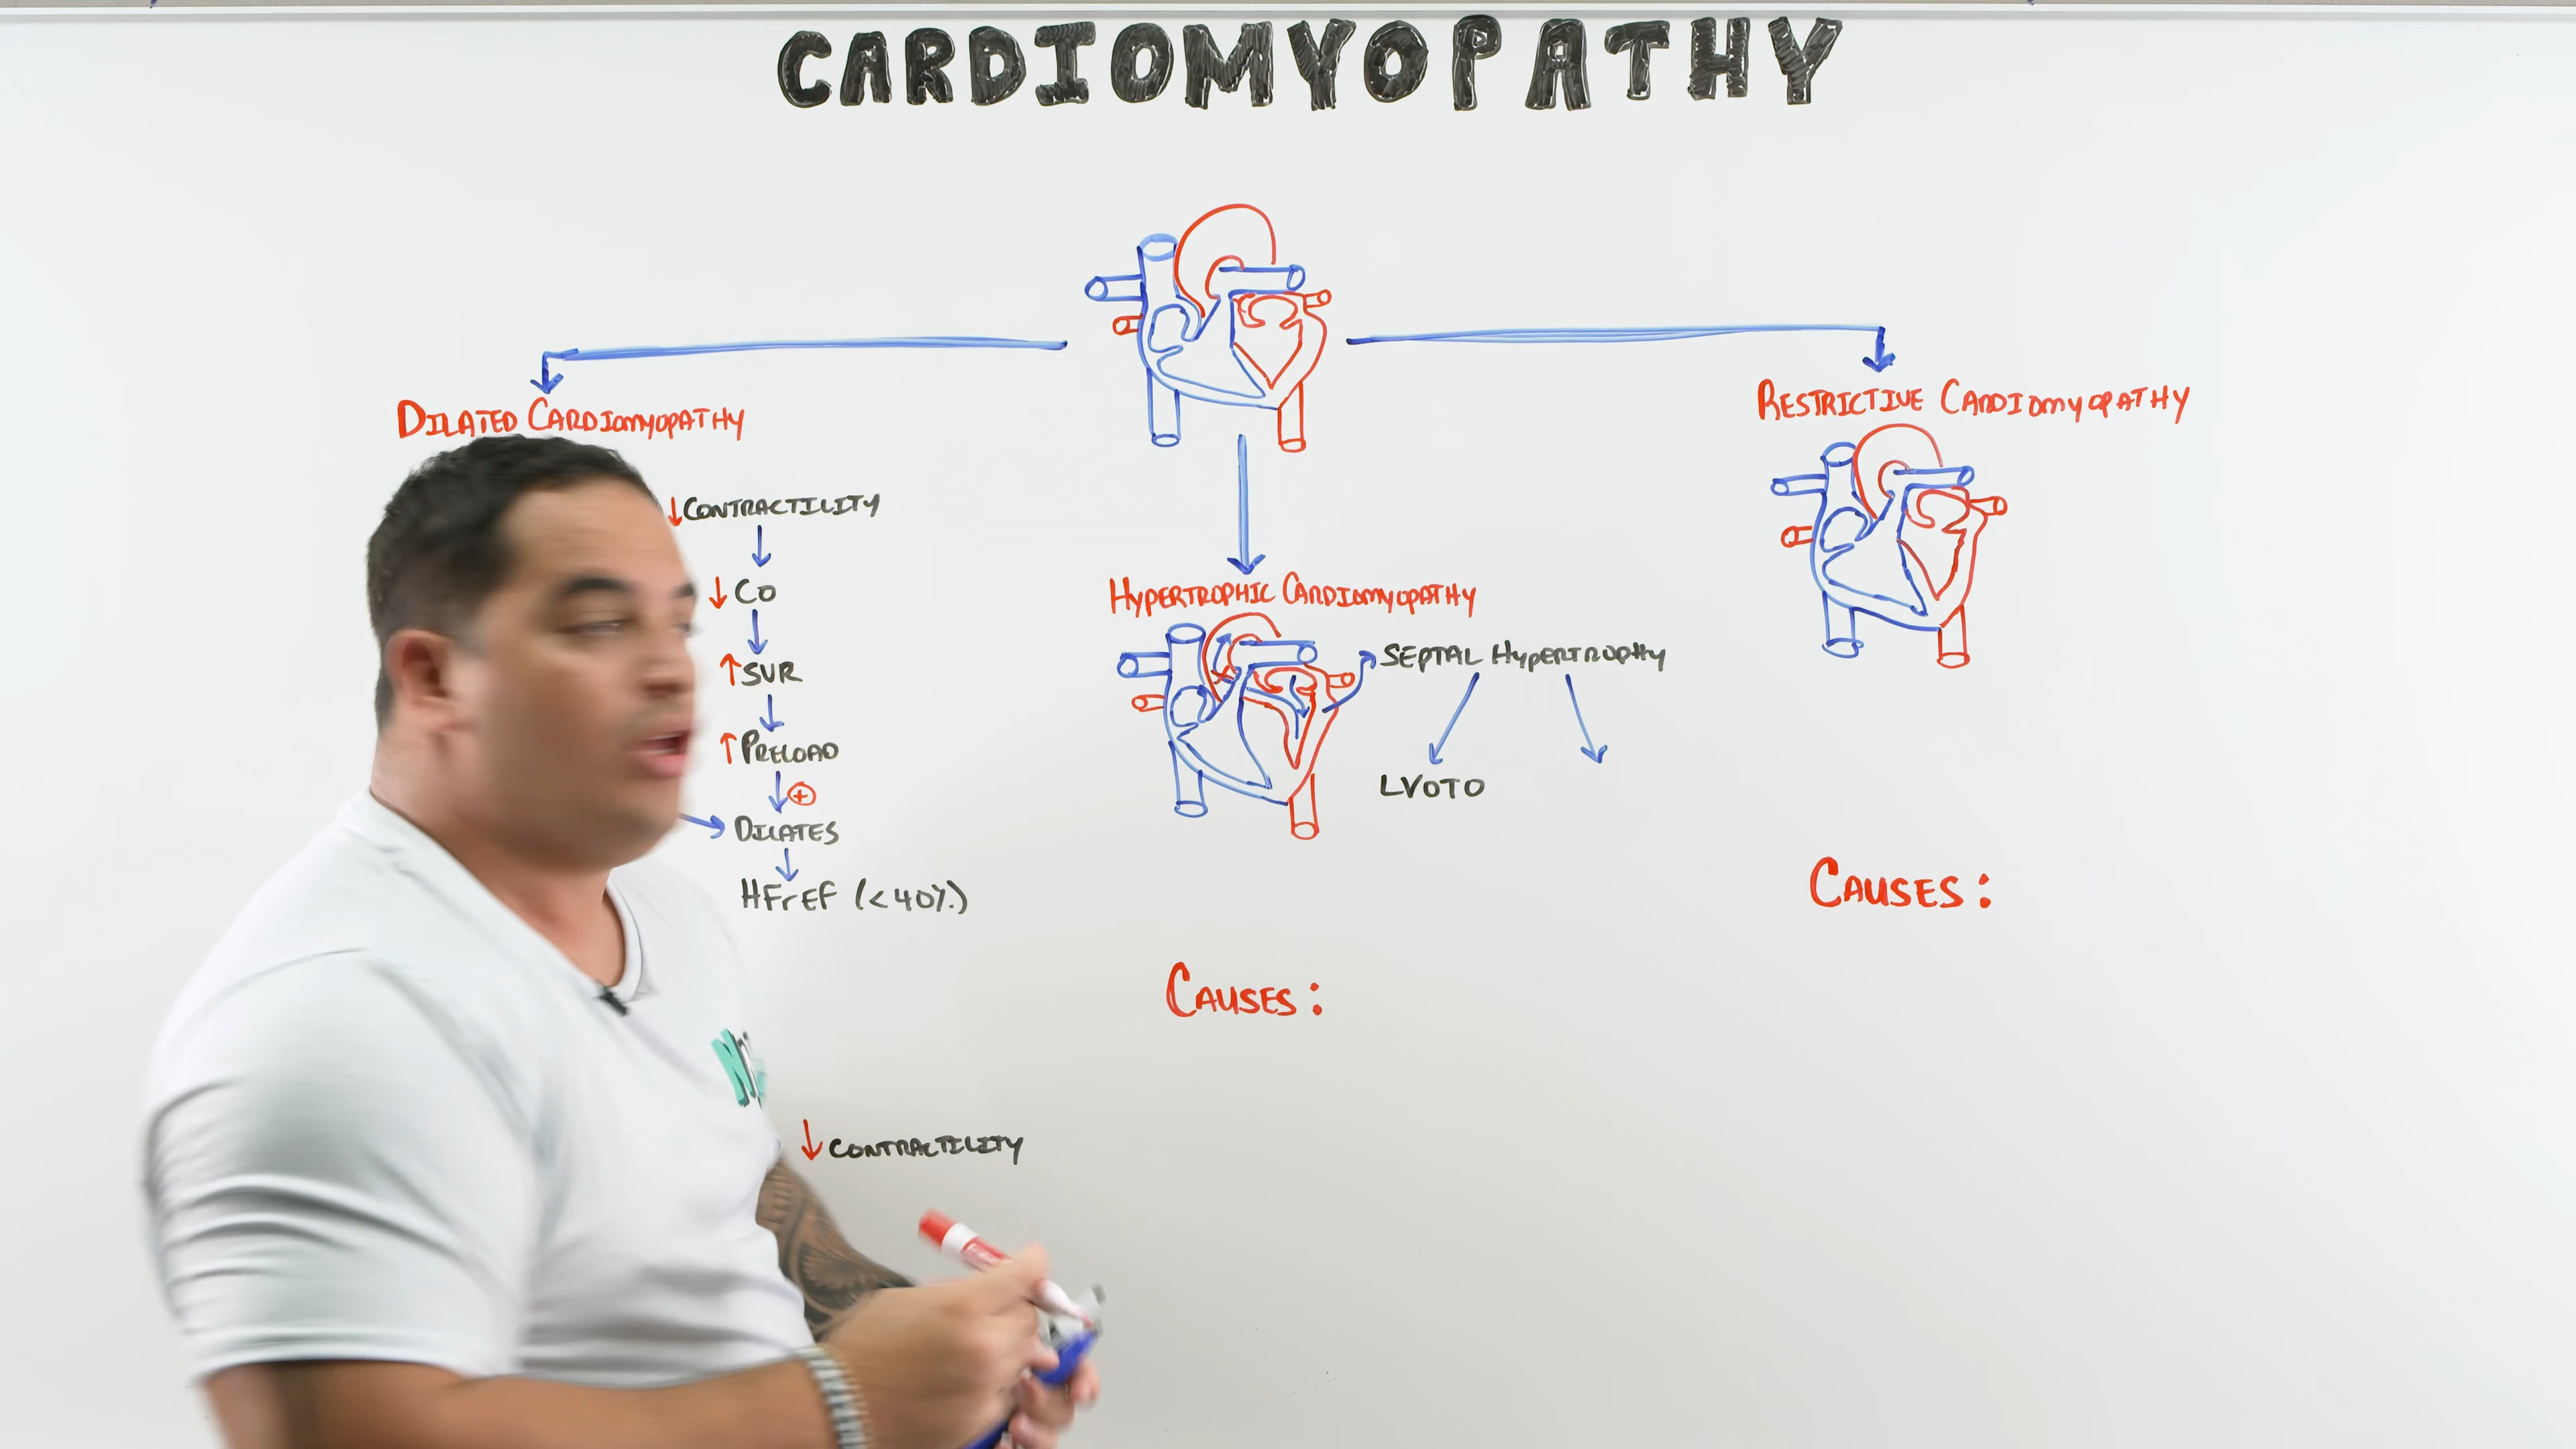 CARDIOMYOPATHY
DILATED CARDIOMYOPATHY
↓ CONTRACTILITY
↓ CO
↑ SVR
↑ PRELOAD
+
DILATES
HFrEF (<40%)
↓ CONTRACTILITY
HYPERTROPHIC CARDIOMYOPATHY
SEPTAL HYPERTROPHY
LVOTO
CAUSES:
RESTRICTIVE CARDIOMYOPATHY
CAUSES: